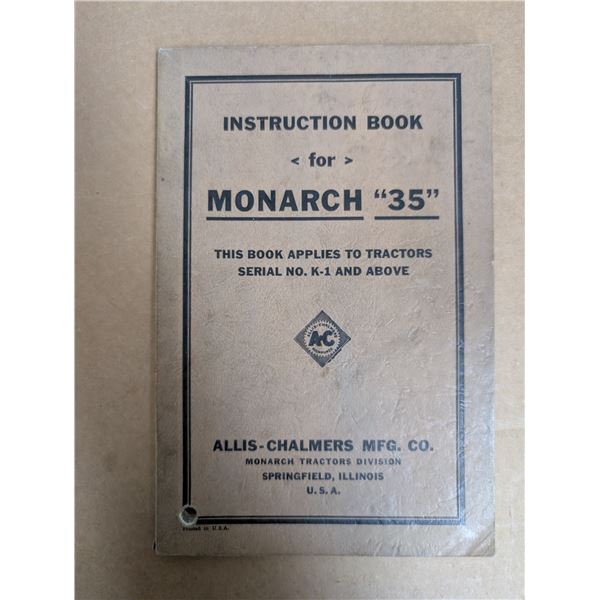 INSTRUCTION BOOK
< for >
MONARCH "35"
THIS BOOK APPLIES TO TRACTORS
SERIAL NO. K-1 AND ABOVE
A-C
ALLIS-CHALMERS MFG. CO.
MONARCH TRACTORS DIVISION
SPRINGFIELD, ILLINOIS
U. S. A.
Printed in U.S.A.